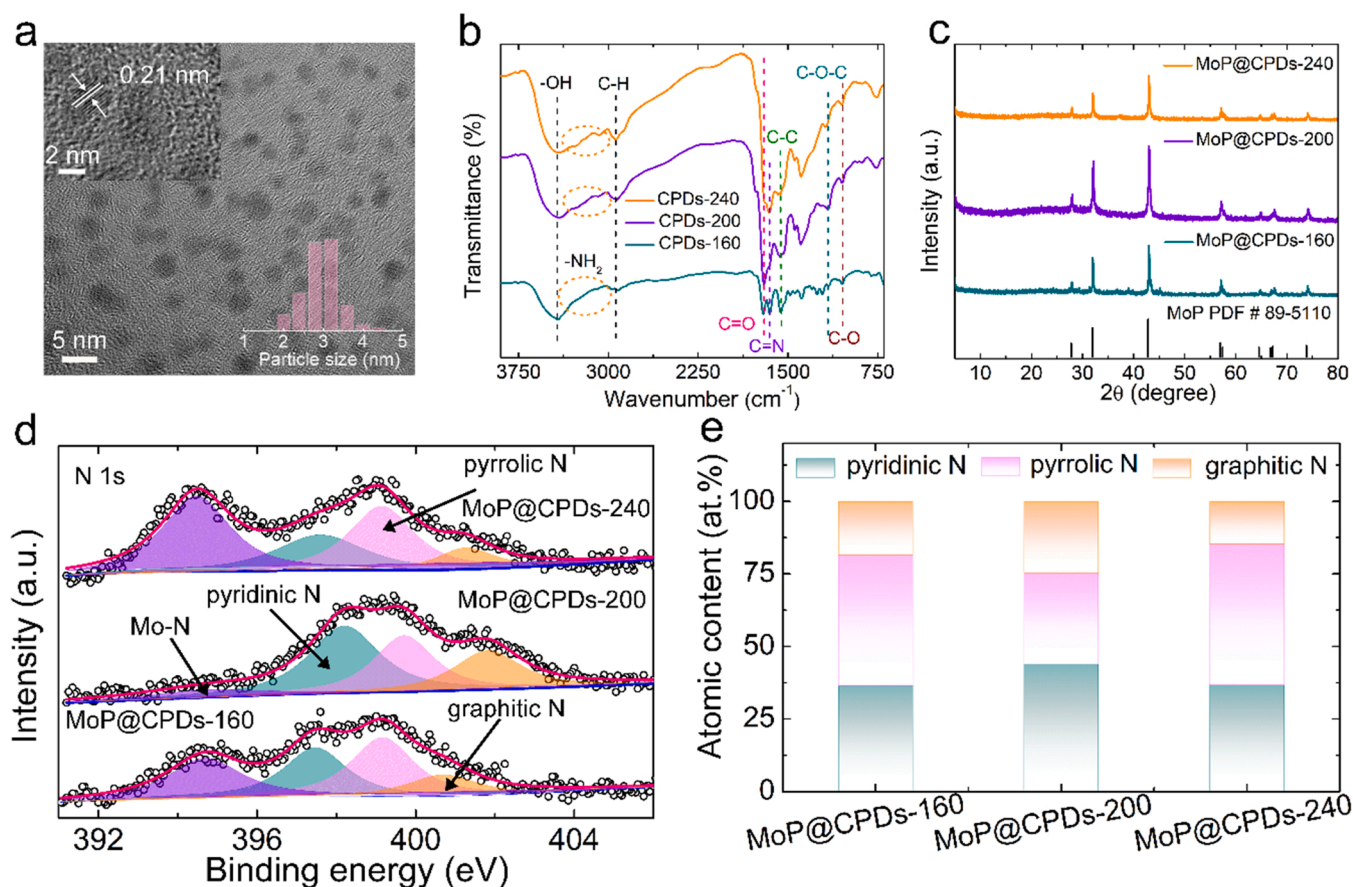 a
0.21 nm
2 nm
5 nm
1 2 3 4 5
Particle size (nm)
b
-OH
C-H
C-O-C
C-C
CPDs-240
CPDs-200
CPDs-160
-NH2
C=O
C=N
C-O
Transmittance (%)
3750 3000 2250 1500 750
Wavenumber (cm-1)
c
MoP@CPDs-240
MoP@CPDs-200
MoP@CPDs-160
MoP PDF # 89-5110
Intensity (a.u.)
10 20 30 40 50 60 70 80
2θ (degree)
d
N 1s
pyrrolic N
MoP@CPDs-240
pyridinic N
MoP@CPDs-200
Mo-N
MoP@CPDs-160
graphitic N
Intensity (a.u.)
392 396 400 404
Binding energy (eV)
e
pyridinic N pyrrolic N graphitic N
Atomic content (at.%)
100
75
50
25
0
MoP@CPDs-160
MoP@CPDs-200
MoP@CPDs-240